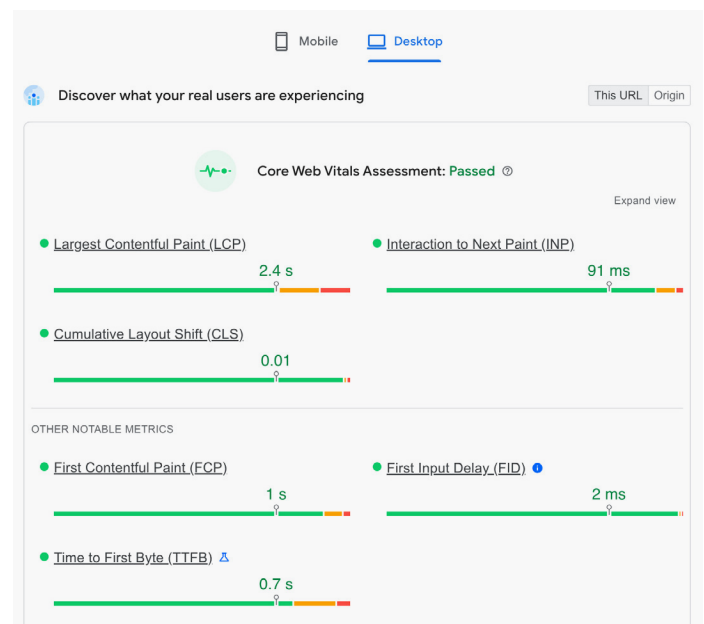 Mobile Desktop
Discover what your real users are experiencing This URL Origin
Core Web Vitals Assessment: Passed
Expand view
Largest Contentful Paint (LCP)
2.4 s
Interaction to Next Paint (INP)
91 ms
Cumulative Layout Shift (CLS)
0.01
OTHER NOTABLE METRICS
First Contentful Paint (FCP)
1 s
First Input Delay (FID)
2 ms
Time to First Byte (TTFB)
0.7 s